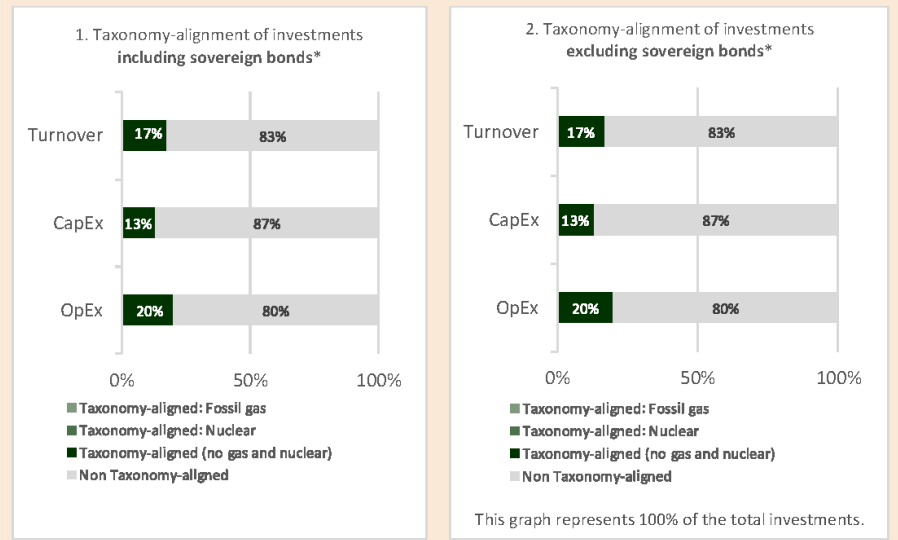 1. Taxonomy-alignment of investments
including sovereign bonds*
Turnover
17%
83%
CapEx
13%
87%
OpEx
20%
80%
0%
50%
100%
Taxonomy-aligned: Fossil gas
Taxonomy-aligned: Nuclear
Taxonomy-aligned (no gas and nuclear)
Non Taxonomy-aligned
2. Taxonomy-alignment of investments
excluding sovereign bonds*
Turnover
17%
83%
CapEx
13%
87%
OpEx
20%
80%
0%
50%
100%
Taxonomy-aligned: Fossil gas
Taxonomy-aligned: Nuclear
Taxonomy-aligned (no gas and nuclear)
Non Taxonomy-aligned
This graph represents 100% of the total investments.